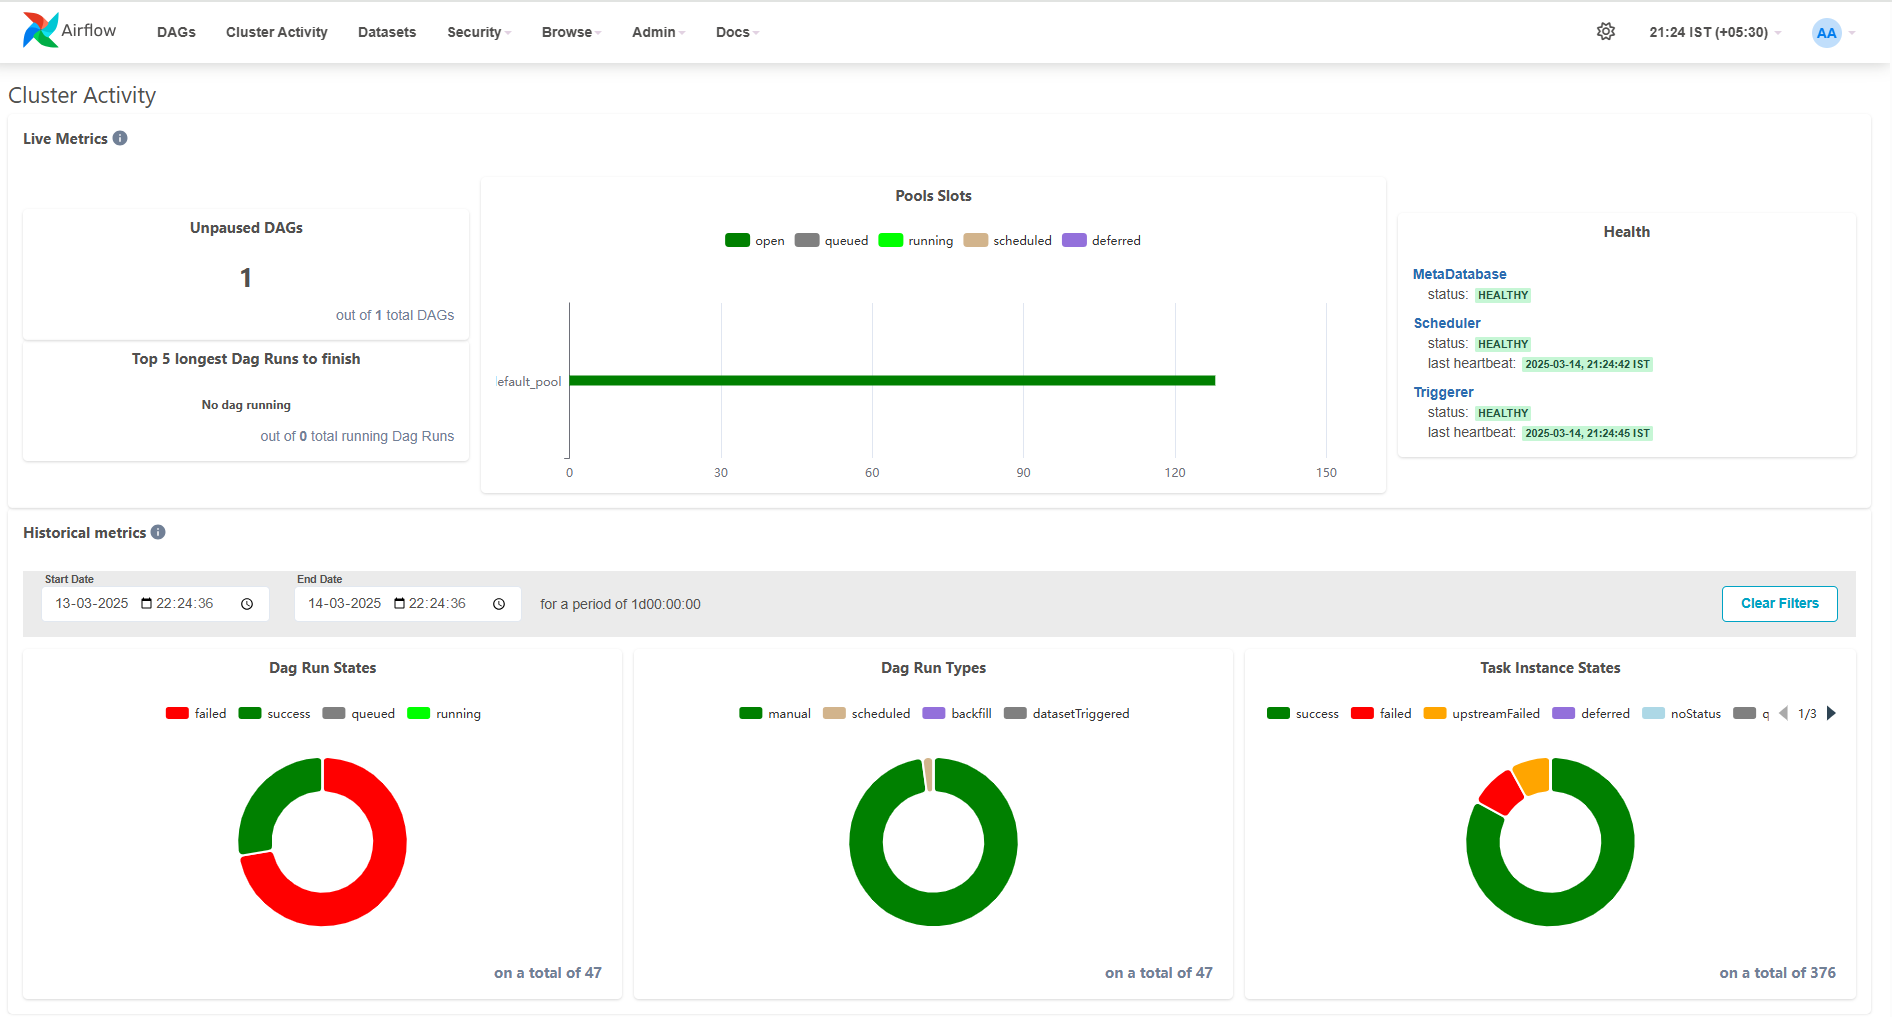 Airflow DAGs Cluster Activity Datasets Security Browse Admin Docs 21:24 IST (+05:30) AA
Cluster Activity
Live Metrics
Unpaused DAGs
1
out of 1 total DAGs
Top 5 longest Dag Runs to finish
No dag running
out of 0 total running Dag Runs
Pools Slots
open queued running scheduled deferred
efault_pool
0 30 60 90 120 150
Health
MetaDatabase
status: HEALTHY
Scheduler
status: HEALTHY
last heartbeat: 2025-03-14, 21:24:42 IST
Triggerer
status: HEALTHY
last heartbeat: 2025-03-14, 21:24:45 IST
Historical metrics
Start Date End Date
13-03-2025 22:24:36 14-03-2025 22:24:36 for a period of 1d00:00:00 Clear Filters
Dag Run States
failed success queued running
on a total of 47
Dag Run Types
manual scheduled backfill datasetTriggered
on a total of 47
Task Instance States
success failed upstreamFailed deferred noStatus q 1/3
on a total of 376